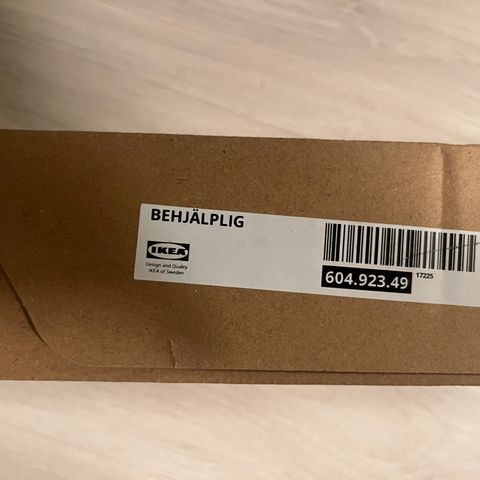 BEHJÄLPLIG
IKEA
Design and Quality
IKEA of Sweden
604.923.49
17225